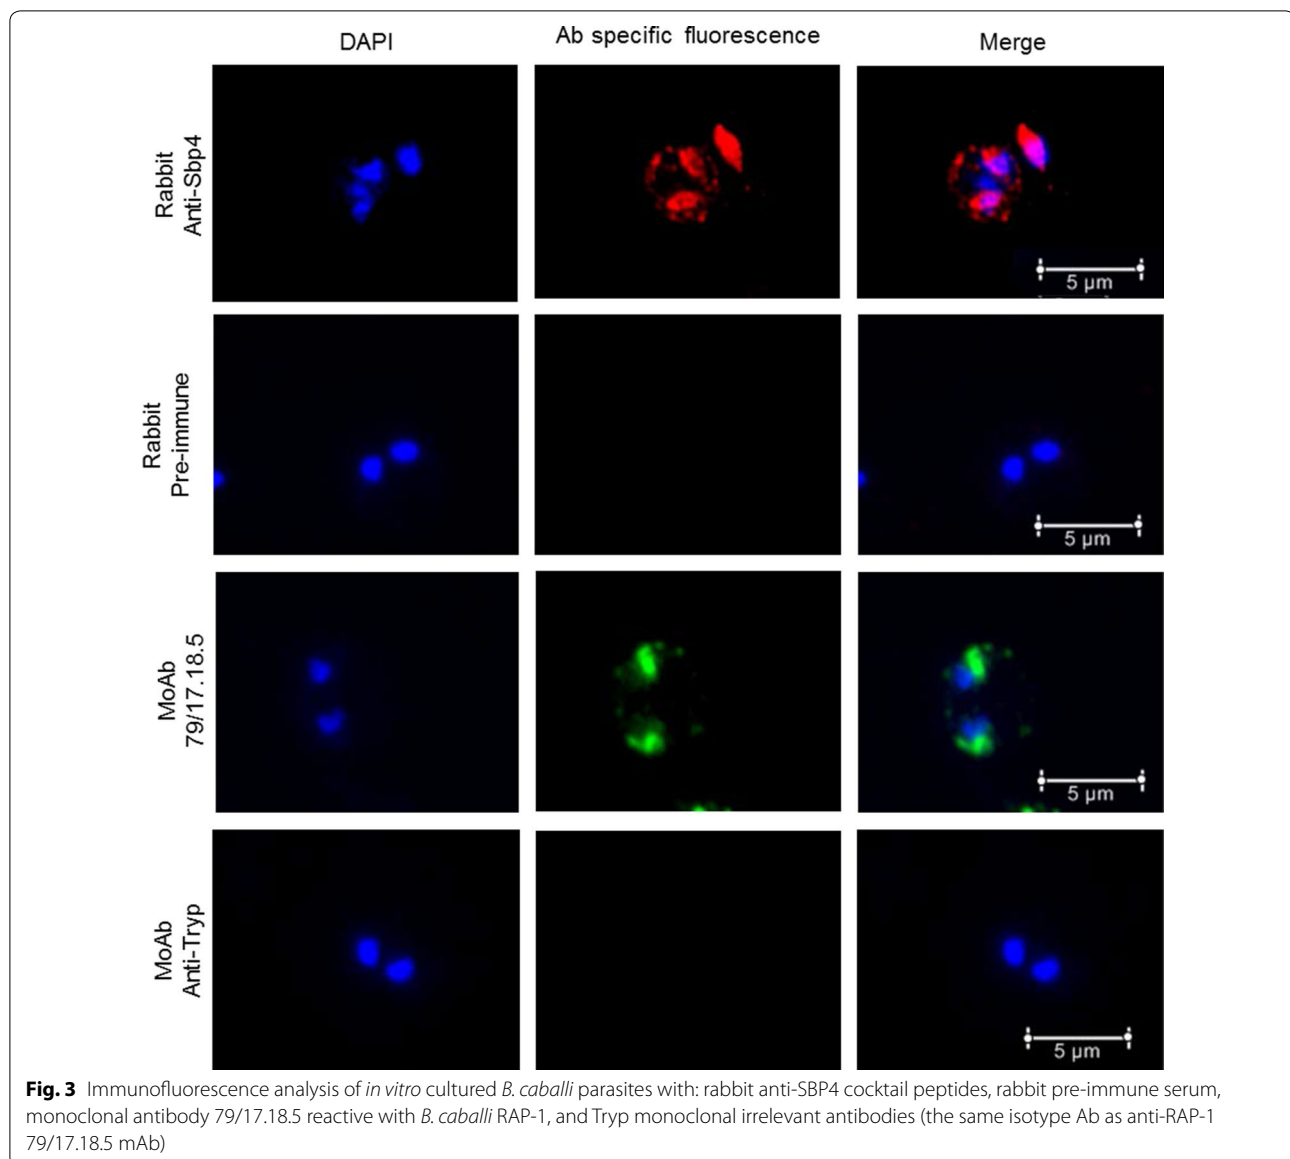 DAPI Ab specific fluorescence Merge
Rabbit
Anti-Sbp4
5 µm
Rabbit
Pre-immune
5 µm
MoAb
79/17.18.5
5 µm
MoAb
Anti-Tryp
5 µm
Fig. 3 Immunofluorescence analysis of in vitro cultured B. caballi parasites with: rabbit anti-SBP4 cocktail peptides, rabbit pre-immune serum,
monoclonal antibody 79/17.18.5 reactive with B. caballi RAP-1, and Tryp monoclonal irrelevant antibodies (the same isotype Ab as anti-RAP-1
79/17.18.5 mAb)